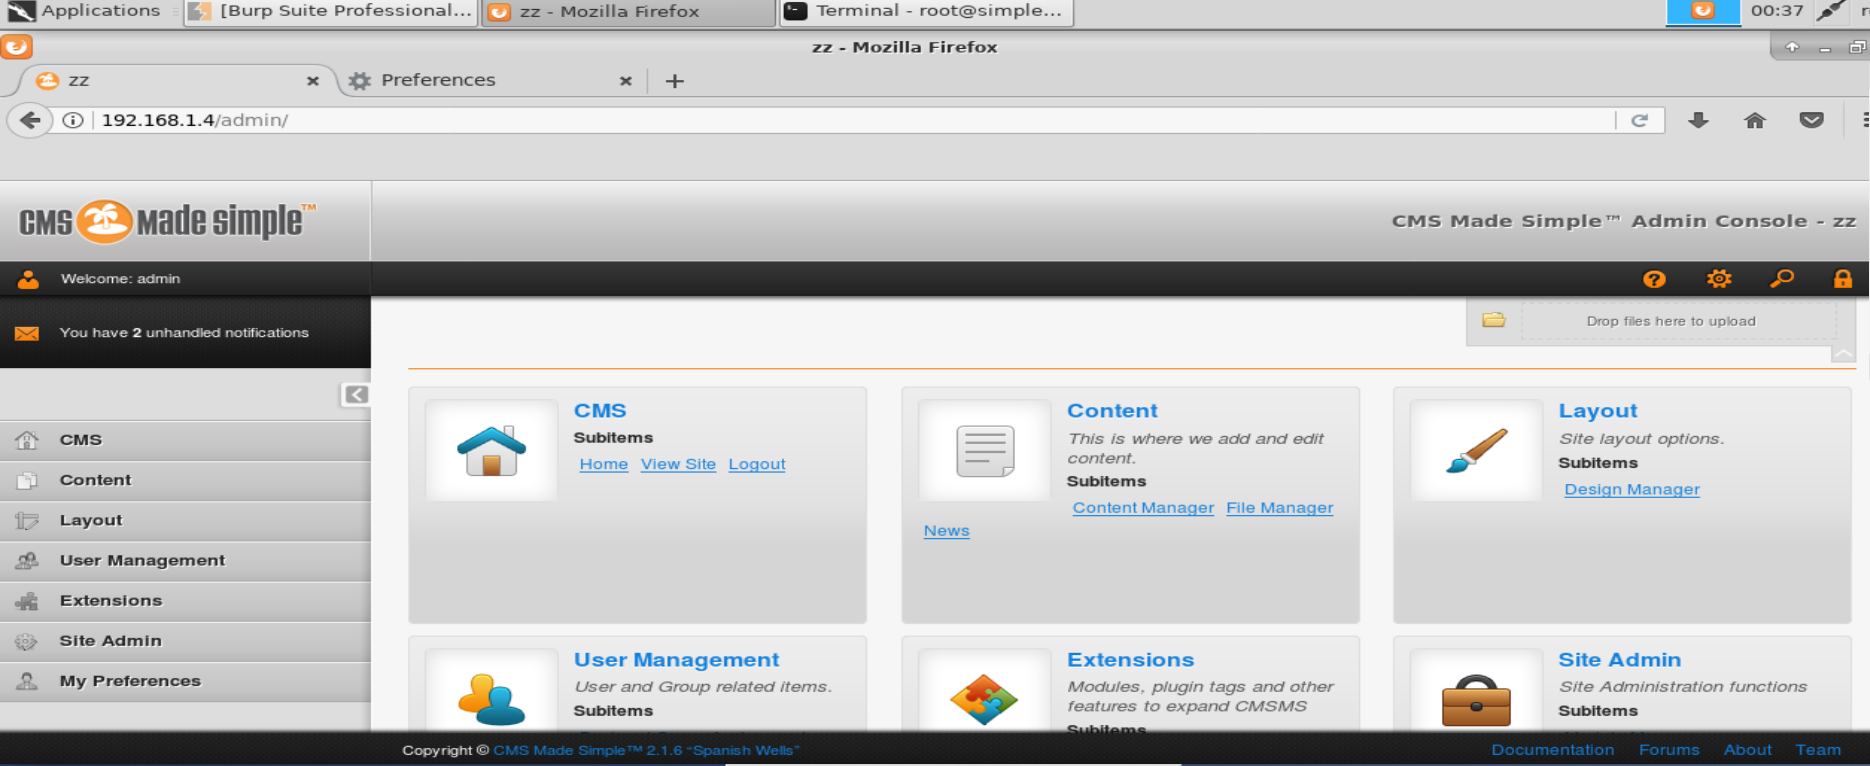 Applications [Burp Suite Professional... zz - Mozilla Firefox Terminal - root@simple... 00:37
zz - Mozilla Firefox
zz Preferences
192.168.1.4/admin/
CMS Made Simple™
CMS Made Simple™ Admin Console - zz
Welcome: admin
You have 2 unhandled notifications
Drop files here to upload
CMS
Content
Layout
User Management
Extensions
Site Admin
My Preferences
CMS
Subitems
Home View Site Logout
Content
This is where we add and edit
content.
Subitems
Content Manager File Manager
News
Layout
Site layout options.
Subitems
Design Manager
User Management
User and Group related items.
Subitems
Extensions
Modules, plugin tags and other
features to expand CMSMS
Subitems
Site Admin
Site Administration functions
Subitems
Copyright © CMS Made Simple™ 2.1.6 “Spanish Wells”
Documentation Forums About Team